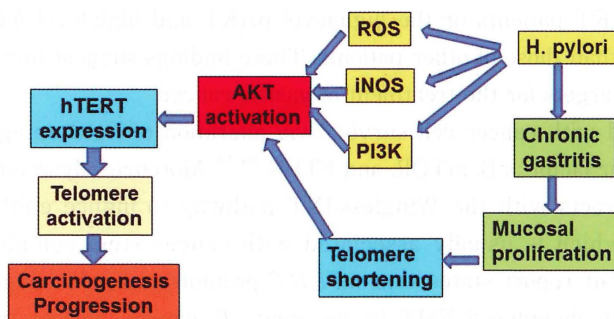 ROS
H. pylori
hTERT
expression
AKT
activation
iNOS
PI3K
Chronic
gastritis
Telomere
activation
Telomere
shortening
Mucosal
proliferation
Carcinogenesis
Progression